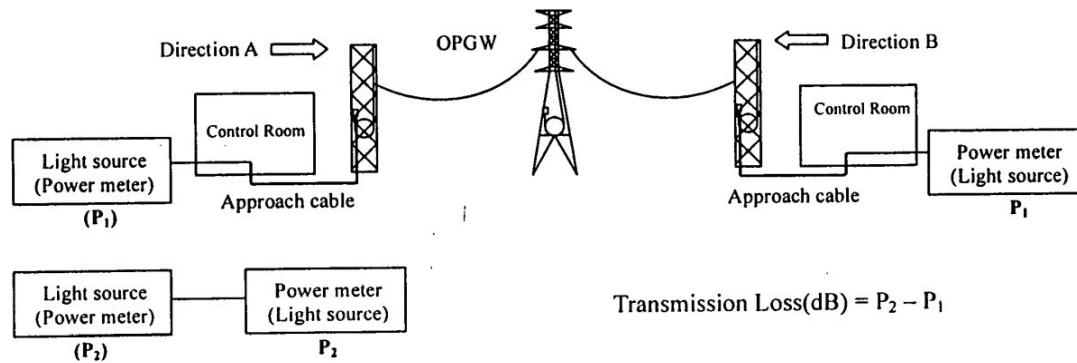 Direction A
OPGW
Direction B
Control Room
Control Room
Light source
(Power meter)
(P₁)
Approach cable
Approach cable
Power meter
(Light source)
P₁
Light source
(Power meter)
(P₂)
Power meter
(Light source)
P₂
Transmission Loss(dB) = P₂ – P₁